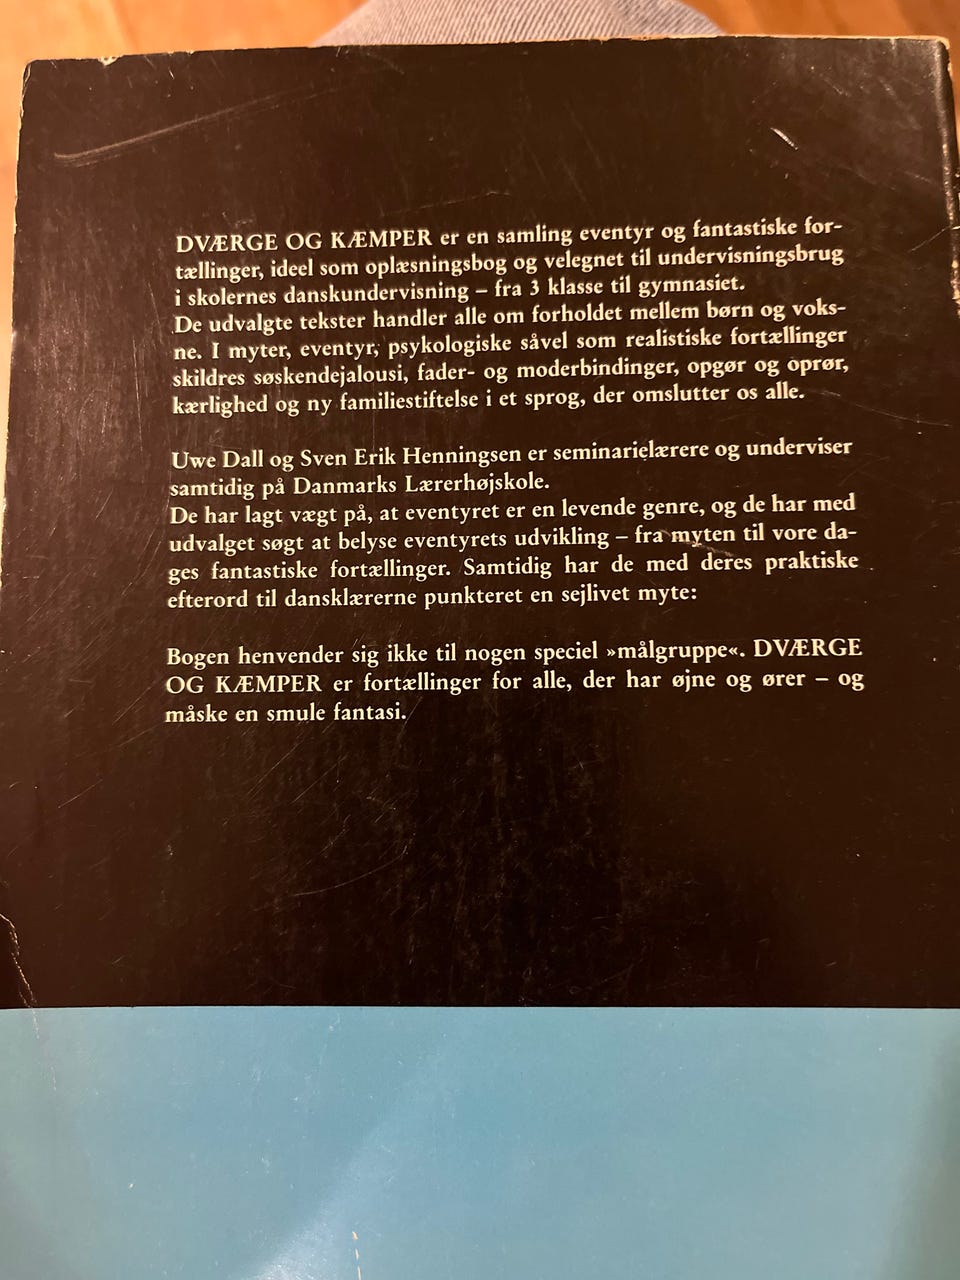 DVÆRGE OG KÆMPER er en samling eventyr og fantastiske for-
tællinger, ideel som oplæsningsbog og velegnet til undervisningsbrug
i skolernes danskundervisning – fra 3 klasse til gymnasiet.
De udvalgte tekster handler alle om forholdet mellem børn og voks-
ne. I myter, eventyr, psykologiske såvel som realistiske fortællinger
skildres søskendejalousi, fader- og moderbindinger, opgør og oprør,
kærlighed og ny familiestiftelse i et sprog, der omslutter os alle.
Uwe Dall og Sven Erik Henningsen er seminarielærere og underviser
samtidig på Danmarks Lærerhøjskole.
De har lagt vægt på, at eventyret er en levende genre, og de har med
udvalget søgt at belyse eventyrets udvikling – fra myten til vore da-
ges fantastiske fortællinger. Samtidig har de med deres praktiske
efterord til dansklærerne punkteret en sejlivet myte:
Bogen henvender sig ikke til nogen speciel »målgruppe«. DVÆRGE
OG KÆMPER er fortællinger for alle, der har øjne og ører – og
måske en smule fantasi.